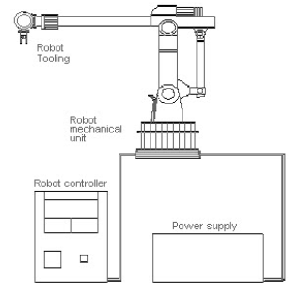 Robot
Tooling
Robot
mechanical
unit
Robot controller
Power supply